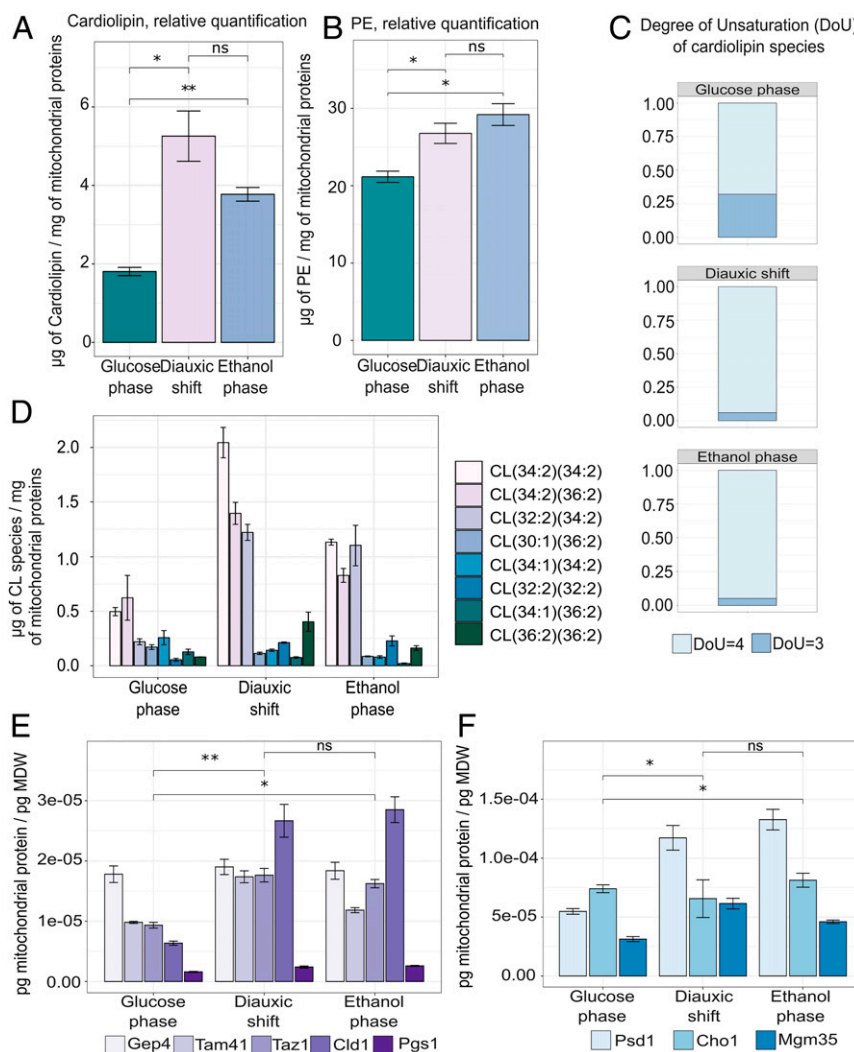 A
Cardiolipin, relative quantification
µg of Cardiolipin / mg of mitochondrial proteins
6
4
2
0
*
ns
**
Glucose phase
Diauxic shift
Ethanol phase
B
PE, relative quantification
µg of PE / mg of mitochondrial proteins
30
20
10
0
*
ns
*
Glucose phase
Diauxic shift
Ethanol phase
C
Degree of Unsaturation (DoU)
of cardiolipin species
Glucose phase
1.00
0.75
0.50
0.25
0.00
Diauxic shift
1.00
0.75
0.50
0.25
0.00
Ethanol phase
1.00
0.75
0.50
0.25
0.00
DoU=4
DoU=3
D
µg of CL species / mg
of mitochondrial proteins
2.0
1.5
1.0
0.5
0.0
Glucose phase
Diauxic shift
Ethanol phase
CL(34:2)(34:2)
CL(34:2)(36:2)
CL(32:2)(34:2)
CL(30:1)(36:2)
CL(34:1)(34:2)
CL(32:2)(32:2)
CL(34:1)(36:2)
CL(36:2)(36:2)
E
pg mitochondrial protein / pg MDW
3e-05
2e-05
1e-05
0.00
**
ns
*
Glucose phase
Diauxic shift
Ethanol phase
Gep4
Tam41
Taz1
Cld1
Pgs1
F
pg mitochondrial protein / pg MDW
1.5e-04
1.0e-04
5e-05
0.00
*
ns
*
Glucose phase
Diauxic shift
Ethanol phase
Psd1
Cho1
Mgm35